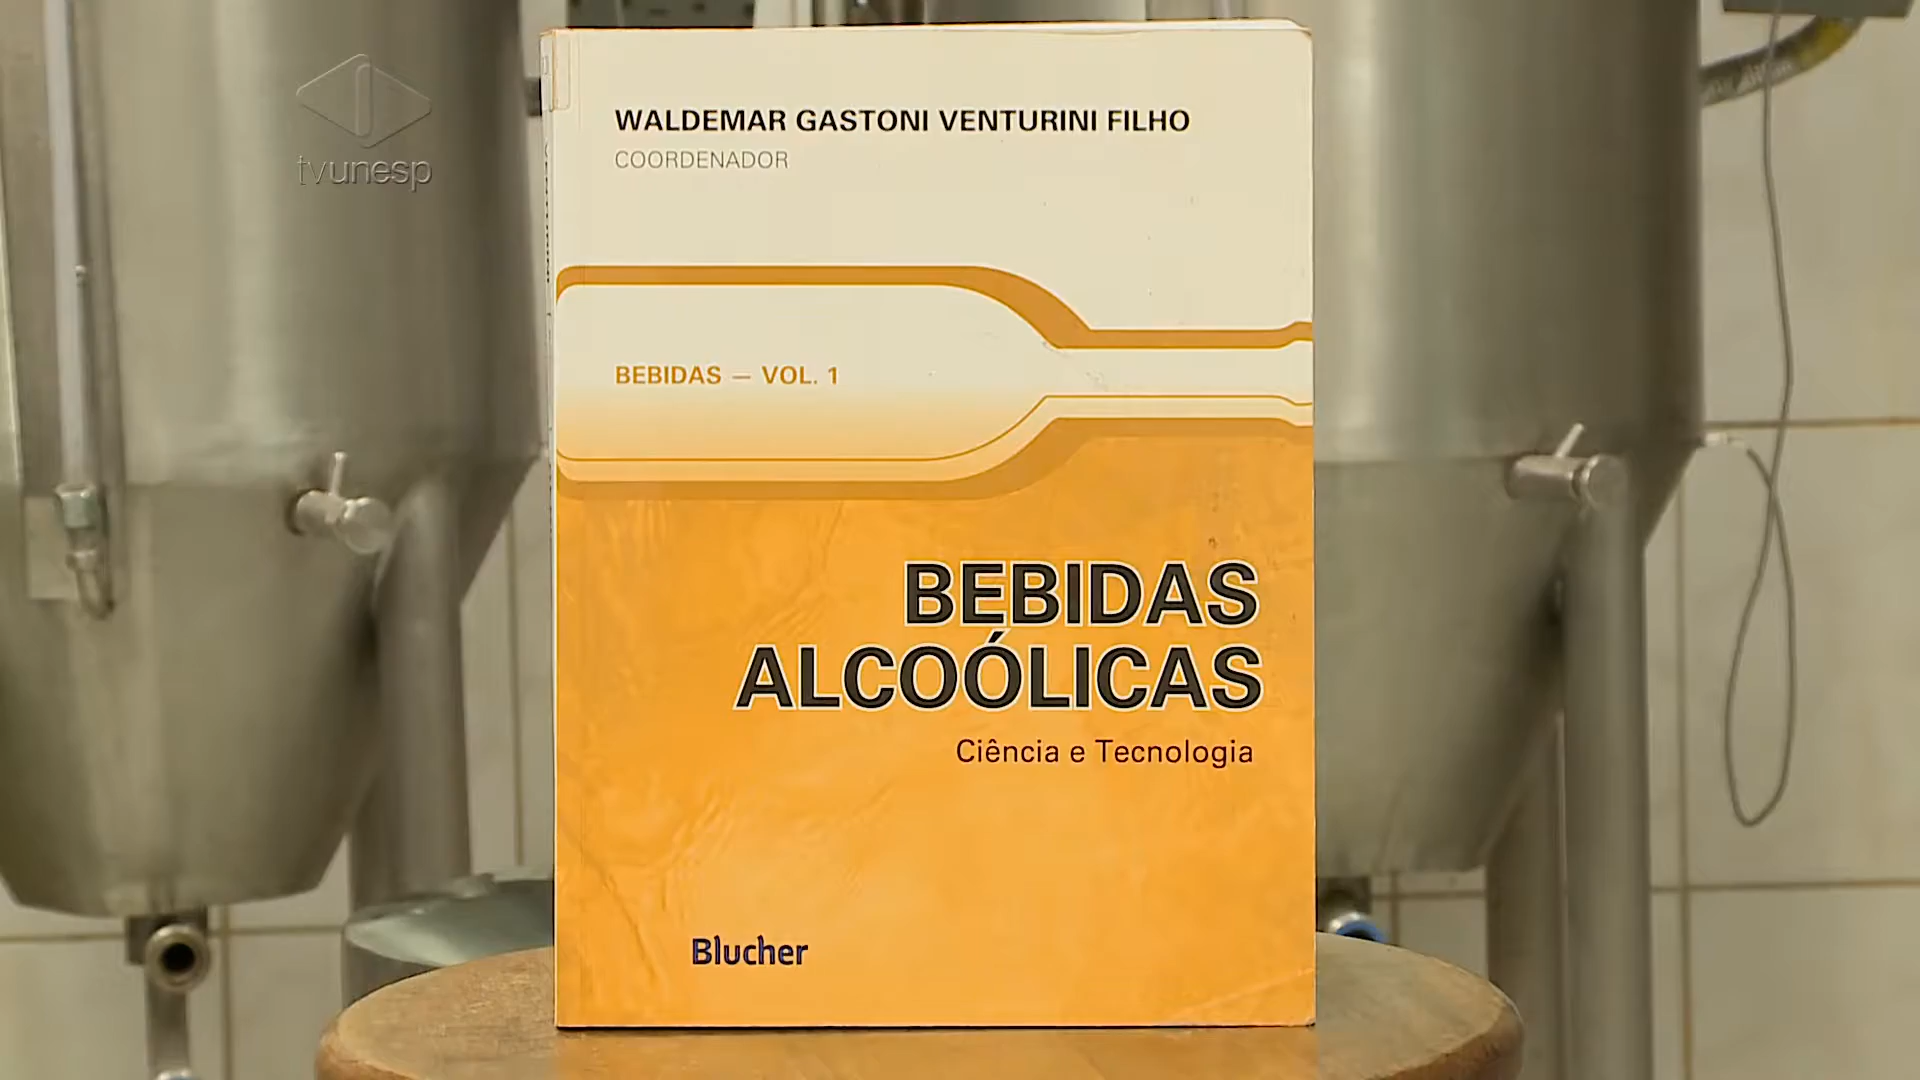 tvunesp
WALDEMAR GASTONI VENTURINI FILHO
COORDENADOR
BEBIDAS — VOL. 1
BEBIDAS
ALCOÓLICAS
Ciência e Tecnologia
Blucher